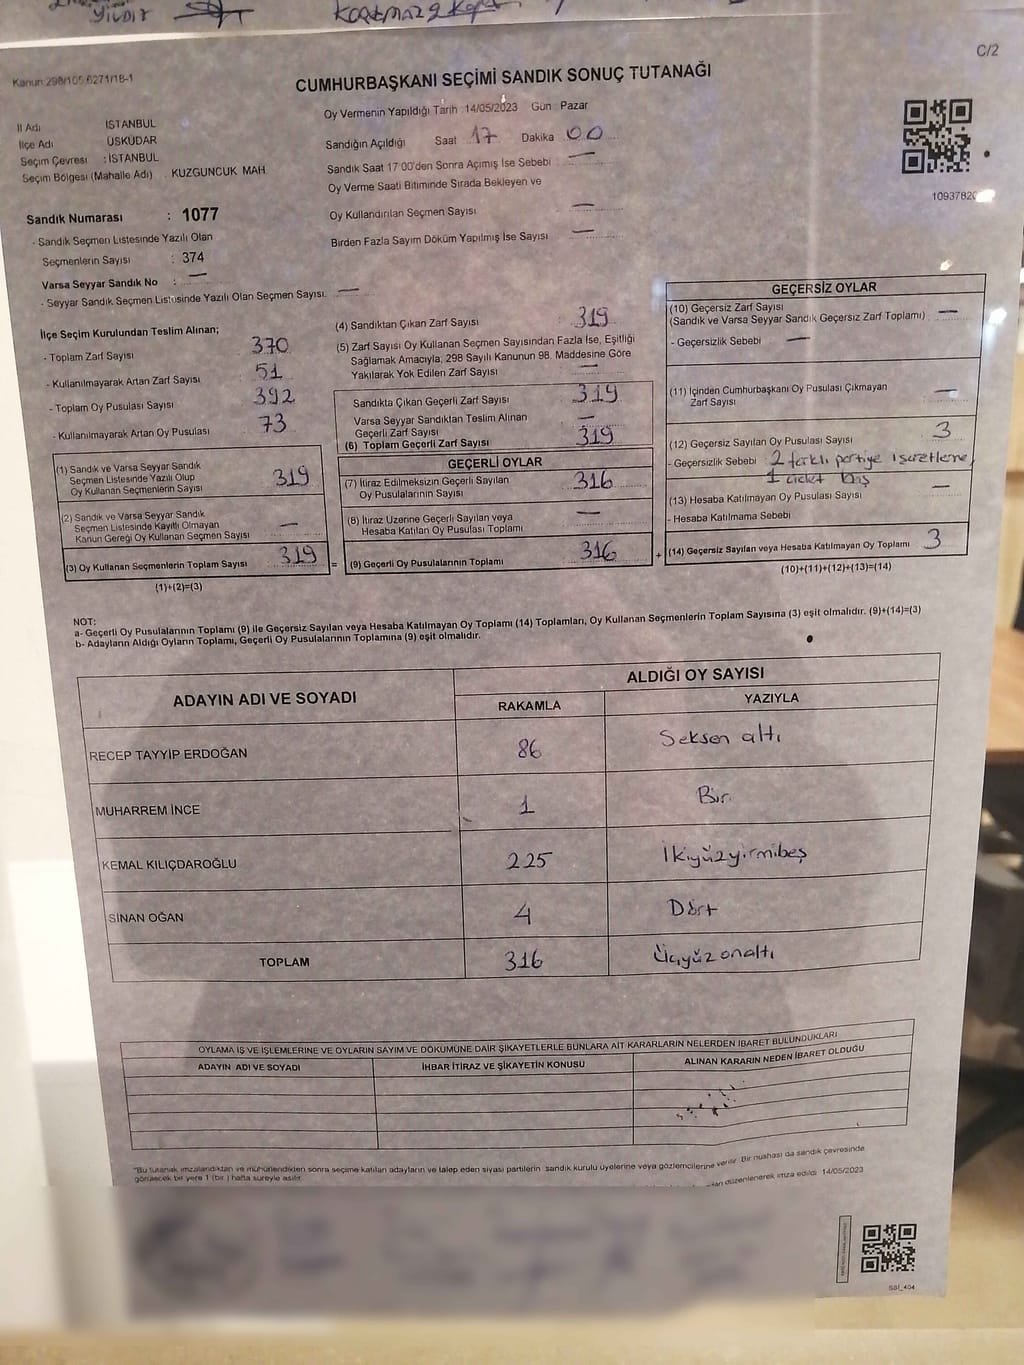 C/2
Kanun 298/105 6271/18-1
CUMHURBAŞKANI SEÇİMİ SANDIK SONUÇ TUTANAĞI
İl Adı İSTANBUL
İlçe Adı ÜSKÜDAR
Seçim Çevresi : İSTANBUL
Seçim Bölgesi (Mahalle Adı) . KUZGUNCUK MAH
Sandık Numarası : 1077
- Sandık Seçmen Listesinde Yazılı Olan
Seçmenlerin Sayısı : 374
Varsa Seyyar Sandık No : —
- Seyyar Sandık Seçmen Listesinde Yazılı Olan Seçmen Sayısı. —
Oy Vermenin Yapıldığı Tarih 14/05/2023 Gün Pazar
Sandığın Açıldığı Saat 17 Dakika 00
Sandık Saat 17 00'den Sonra Açımış İse Sebebi —
Oy Verme Saati Bitiminde Sırada Bekleyen ve
Oy Kullandırılan Seçmen Sayısı —
Birden Fazla Sayım Döküm Yapılmış İse Sayısı —
İlçe Seçim Kurulundan Teslim Alınan;
- Toplam Zarf Sayısı 370
- Kullanılmayarak Artan Zarf Sayısı 51
- Toplam Oy Pusulası Sayısı 392
- Kullanılmayarak Artan Oy Pusulası 73
(1) Sandık ve Varsa Seyyar Sandık
Seçmen Listesinde Yazılı Olup
Oy Kullanan Seçmenlerin Sayısı 319
(2) Sandık ve Varsa Seyyar Sandık
Seçmen Listesinde Kayıtlı Olmayan
Kanun Gereği Oy Kullanan Seçmen Sayısı —
(3) Oy Kullanan Seçmenlerin Toplam Sayısı 319
(1)+(2)=(3)
(4) Sandıktan Çıkan Zarf Sayısı 319
(5) Zarf Sayısı Oy Kullanan Seçmen Sayısından Fazla İse, Eşitliği
Sağlamak Amacıyla, 298 Sayılı Kanunun 98. Maddesine Göre
Yakılarak Yok Edilen Zarf Sayısı —
Sandıkta Çıkan Geçerli Zarf Sayısı 319
Varsa Seyyar Sandıktan Teslim Alınan
Geçerli Zarf Sayısı —
(6) Toplam Geçerli Zarf Sayısı 319
GEÇERLİ OYLAR
(7) İtiraz Edilmeksizin Geçerli Sayılan
Oy Pusulalarının Sayısı 316
(8) İtiraz Üzerine Geçerli Sayılan veya
Hesaba Katılan Oy Pusulası Toplamı —
= (9) Geçerli Oy Pusulalarının Toplamı 316
GEÇERSİZ OYLAR
(10) Geçersiz Zarf Sayısı
(Sandık ve Varsa Seyyar Sandık Geçersiz Zarf Toplamı) —
- Geçersizlik Sebebi —
(11) İçinden Cumhurbaşkanı Oy Pusulası Çıkmayan
Zarf Sayısı —
(12) Geçersiz Sayılan Oy Pusulası Sayısı 3
- Geçersizlik Sebebi 2 farklı partiye işaretleme,
1 adet boş
(13) Hesaba Katılmayan Oy Pusulası Sayısı —
- Hesaba Katılmama Sebebi
+ (14) Geçersiz Sayılan veya Hesaba Katılmayan Oy Toplamı 3
(10)+(11)+(12)+(13)=(14)
NOT:
a- Geçerli Oy Pusulalarının Toplamı (9) ile Geçersiz Sayılan veya Hesaba Katılmayan Oy Toplamı (14) Toplamları, Oy Kullanan Seçmenlerin Toplam Sayısına (3) eşit olmalıdır. (9)+(14)=(3)
b- Adayların Aldığı Oyların Toplamı, Geçerli Oy Pusulalarının Toplamına (9) eşit olmalıdır.
ADAYIN ADI VE SOYADI ALDIĞI OY SAYISI
RAKAMLA YAZIYLA
RECEP TAYYİP ERDOĞAN 86 Seksen altı
MUHARREM İNCE 1 Bir
KEMAL KILIÇDAROĞLU 225 İkiyüzyirmibeş
SİNAN OĞAN 4 Dört
TOPLAM 316 Üçyüzonaltı
OYLAMA İŞ VE İŞLEMLERİNE VE OYLARIN SAYIM VE DÖKÜMÜNE DAİR ŞİKAYETLERLE BUNLARA AİT KARARLARIN NELERDEN İBARET BULUNDUKLARI
ADAYIN ADI VE SOYADI İHBAR İTİRAZ VE ŞİKAYETİN KONUSU ALINAN KARARIN NEDEN İBARET OLDUĞU
"Bu tutanak imzalandıktan ve mühürlendikten sonra seçime katılan adayların ve talep eden siyasi partilerin sandık kurulu üyelerine veya gözlemcilerine verilir. Bir nüshası da sandık çevresinde
görülecek bir yere 1 (bir) hafta süreyle asılır.
düzenlenerek imza edildi 14/05/2023